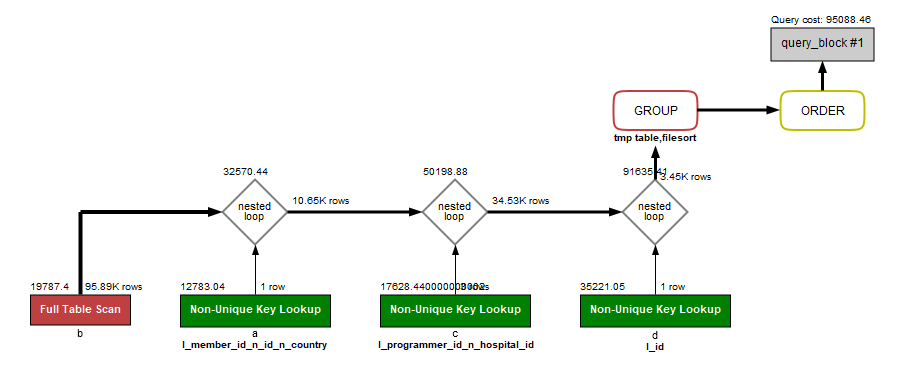 Query cost: 95088.46
query_block #1
GROUP
ORDER
tmp table,filesort
32570.44
50198.88
91635.41
3.45K rows
nested
loop
10.65K rows
nested
loop
34.53K rows
nested
loop
19787.4
95.89K rows
12783.04
1 row
17628.440000000002
3 rows
35221.05
1 row
Full Table Scan
Non-Unique Key Lookup
Non-Unique Key Lookup
Non-Unique Key Lookup
b
a
c
d
I_member_id_n_id_n_country
I_programmer_id_n_hospital_id
I_id